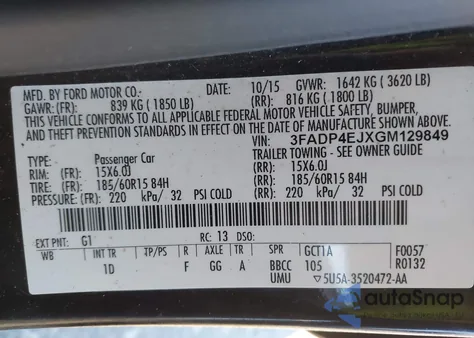 MFD. BY FORD MOTOR CO. 10/15 GVWR: 1642 KG ( 3620 LB)
GAWR: (FR) 839 KG ( 1850 LB) (RR) 816 KG ( 1800 LB)
THIS VEHICLE CONFORMS TO ALL APPLICABLE FEDERAL MOTOR VEHICLE SAFETY, BUMPER,
AND THEFT PREVENTION STANDARDS IN EFFECT ON THE DATE OF MANUFACTURE SHOWN ABOVE.
VIN: 3FADP4EJXGM129849
TYPE: Passenger Car TRAILER TOWING - SEE OWNER GUIDE
RIM: (FR) 15X6.0J (RR) 15X6.0J
TIRE: (FR) 185/60R15 84H (RR) 185/60R15 84H
PRESSURE: (FR) 220 kPa/ 32 PSI COLD (RR) 220 kPa/ 32 PSI COLD
EXT PNT: G1 RC: 13 DSO:
WB INT TR TP/PS R AXLE TR SPR GCT1A F0057
1D F GG A BBCC 105 R0132
UMU ▽5U5A-3520472-AA
autoSnap